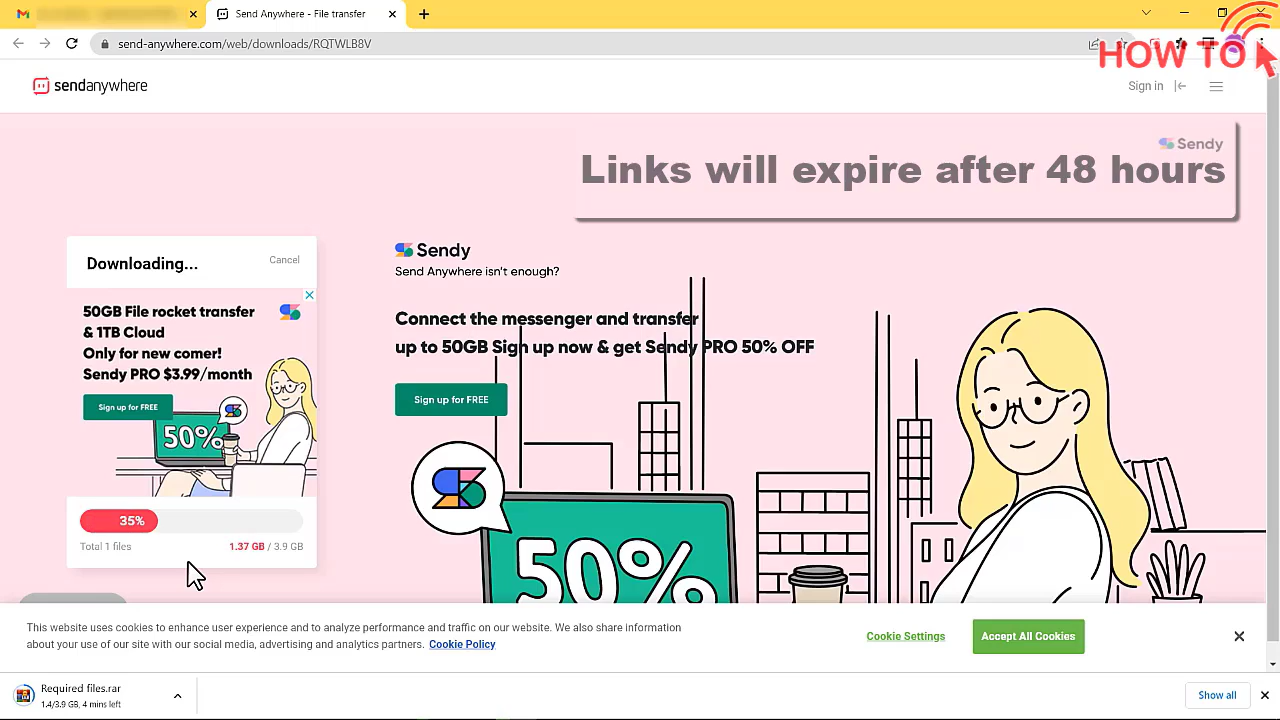 Send Anywhere - File transfer
send-anywhere.com/web/downloads/RQTWLB8V
HOW TO
sendanywhere
Sign in
Sendy
Links will expire after 48 hours
Downloading...
Cancel
50GB File rocket transfer
& 1TB Cloud
Only for new comer!
Sendy PRO $3.99/month
Sign up for FREE
50%
35%
Total 1 files
1.37 GB / 3.9 GB
Sendy
Send Anywhere isn't enough?
Connect the messenger and transfer
up to 50GB Sign up now & get Sendy PRO 50% OFF
Sign up for FREE
50%
This website uses cookies to enhance user experience and to analyze performance and traffic on our website. We also share information
about your use of our site with our social media, advertising and analytics partners. Cookie Policy
Cookie Settings
Accept All Cookies
Required files.rar
1.4/3.9 GB, 4 mins left
Show all